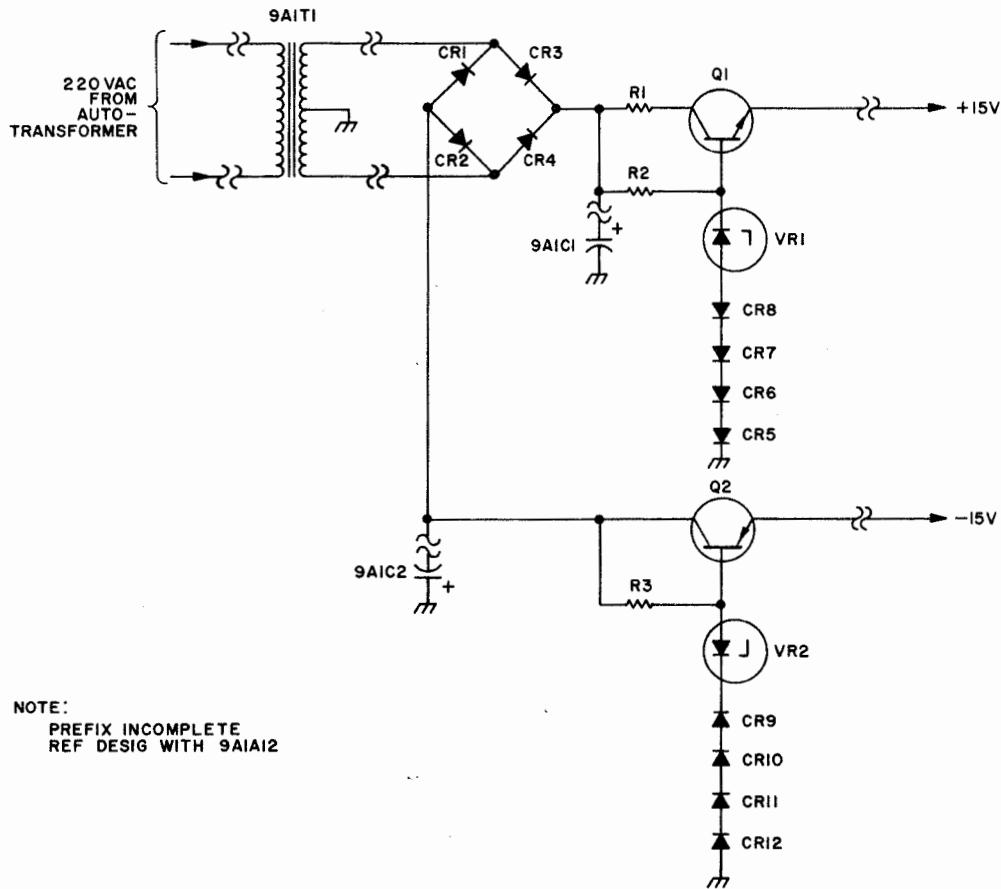 9A1T1
220 VAC
FROM
AUTO-
TRANSFORMER
CR1
CR3
CR2
CR4
R1
Q1
+15V
R2
9A1C1
+
VR1
CR8
CR7
CR6
CR5
Q2
-15V
9A1C2
+
R3
VR2
CR9
CR10
CR11
CR12
NOTE:
PREFIX INCOMPLETE
REF DESIG WITH 9A1A12